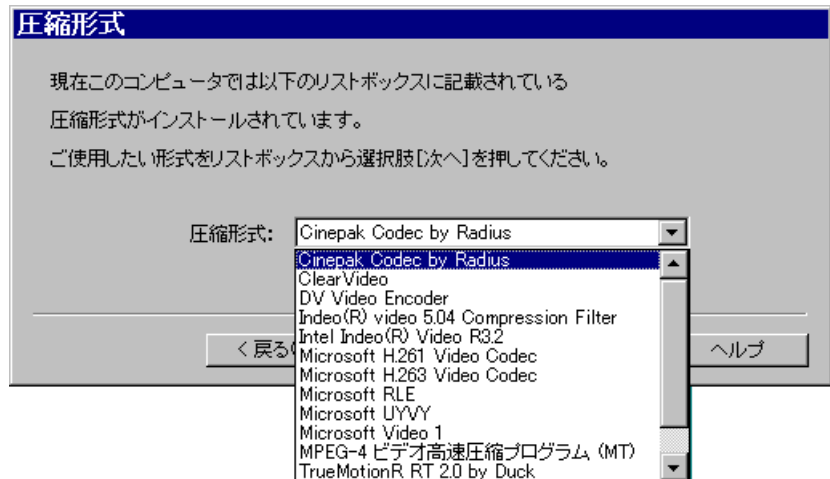 圧縮形式
現在このコンピュータでは以下のリストボックスに記載されている
圧縮形式がインストールされています。
ご使用したい形式をリストボックスから選択肢[次へ]を押してください。
圧縮形式: Cinepak Codec by Radius
Cinepak Codec by Radius
ClearVideo
DV Video Encoder
Indeo(R) video 5.04 Compression Filter
Intel Indeo(R) Video R3.2
Microsoft H.261 Video Codec
Microsoft H.263 Video Codec
Microsoft RLE
Microsoft UYVY
Microsoft Video 1
MPEG-4 ビデオ高速圧縮プログラム (MT)
TrueMotionR RT 2.0 by Duck
< 戻る
ヘルプ